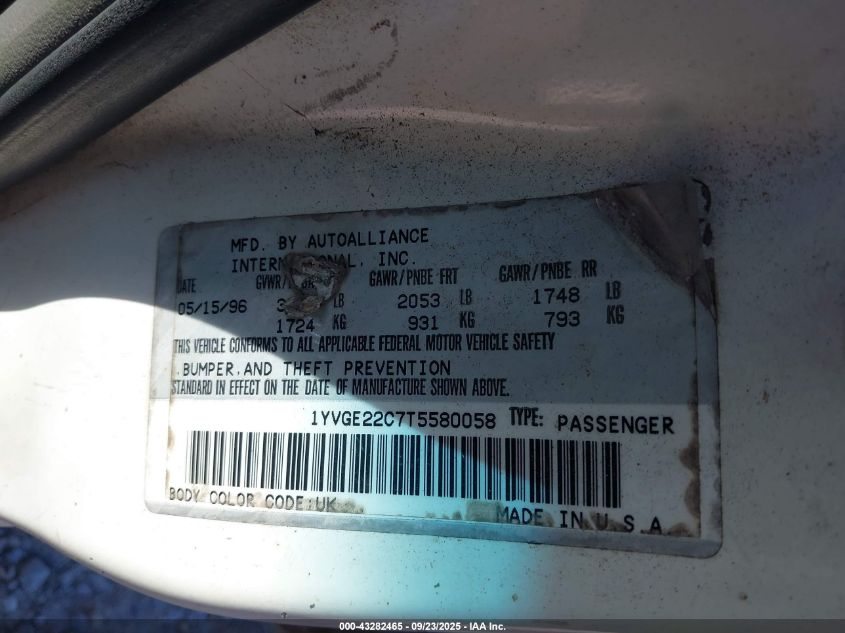 MFD. BY AUTOALLIANCE
INTERNATIONAL, INC.
DATE GAWR/PNBE FRT GAWR/PNBE RR
05/15/96 LB 2053 LB 1748 LB
1724 KG 931 KG 793 KG
THIS VEHICLE CONFORMS TO ALL APPLICABLE FEDERAL MOTOR VEHICLE SAFETY
,BUMPER,AND THEFT PREVENTION
STANDARD IN EFFECT ON THE DATE OF MANUFACTURE SHOWN ABOVE.
1YVGE22C7T5580058 TYPE: PASSENGER
BODY COLOR CODE:UK
MADE IN U.S.A.
000-43282465 - 09/23/2025 - IAA Inc.